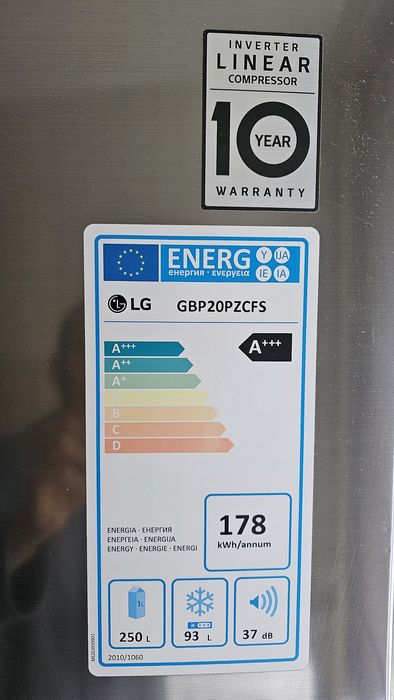 INVERTER
LINEAR
COMPRESSOR
10 YEAR
WARRANTY
ENERG Y IJA
енергия · ενεργεια IE IA
LG GBP20PZCFS
A+++ A+++
A++
A+
A
B
C
D
ENERGIA · ЕНЕРГИЯ
ΕΝΕΡΓΕΙΑ · ENERGIJA
ENERGY · ENERGIE · ENERGI
178
kWh/annum
1L
250 L 93 L 37 dB
2010/1060